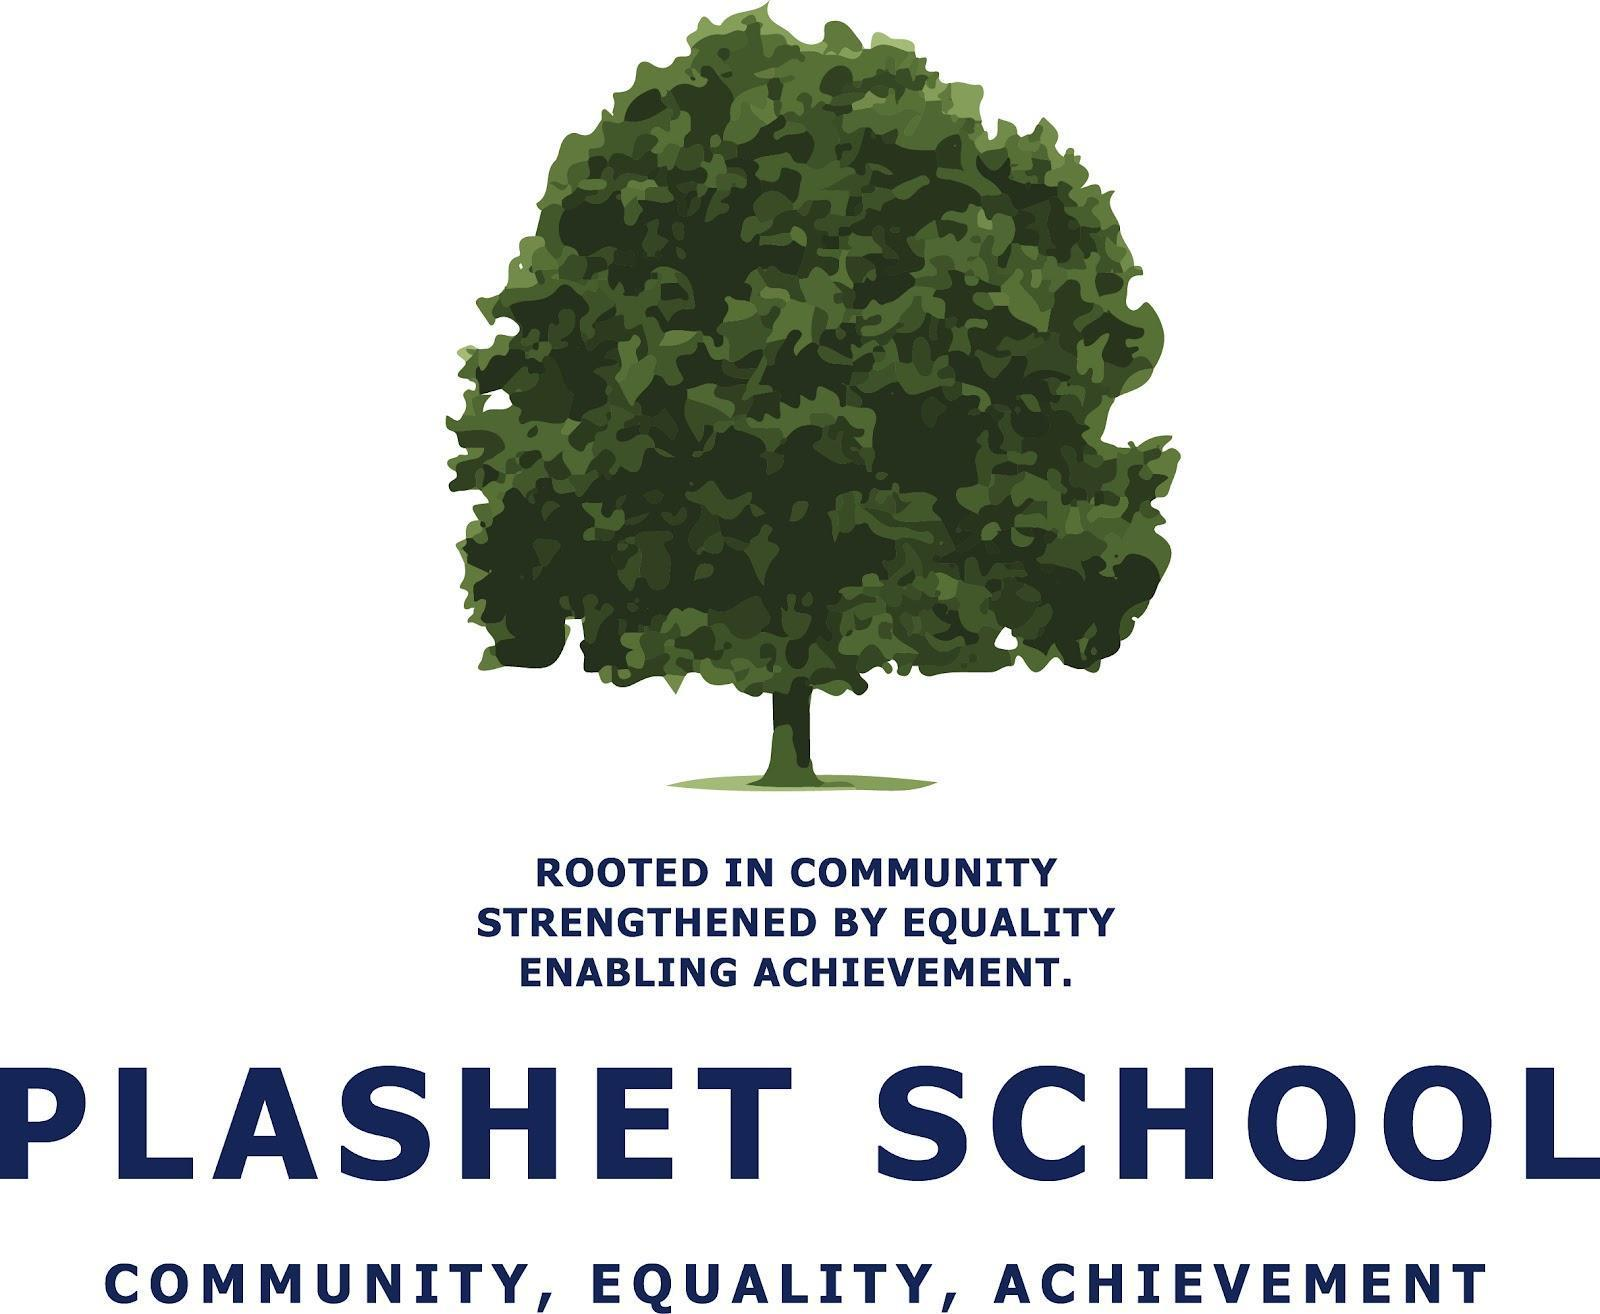 ROOTED IN COMMUNITY
STRENGTHENED BY EQUALITY
ENABLING ACHIEVEMENT.
PLASHET SCHOOL
COMMUNITY, EQUALITY, ACHIEVEMENT